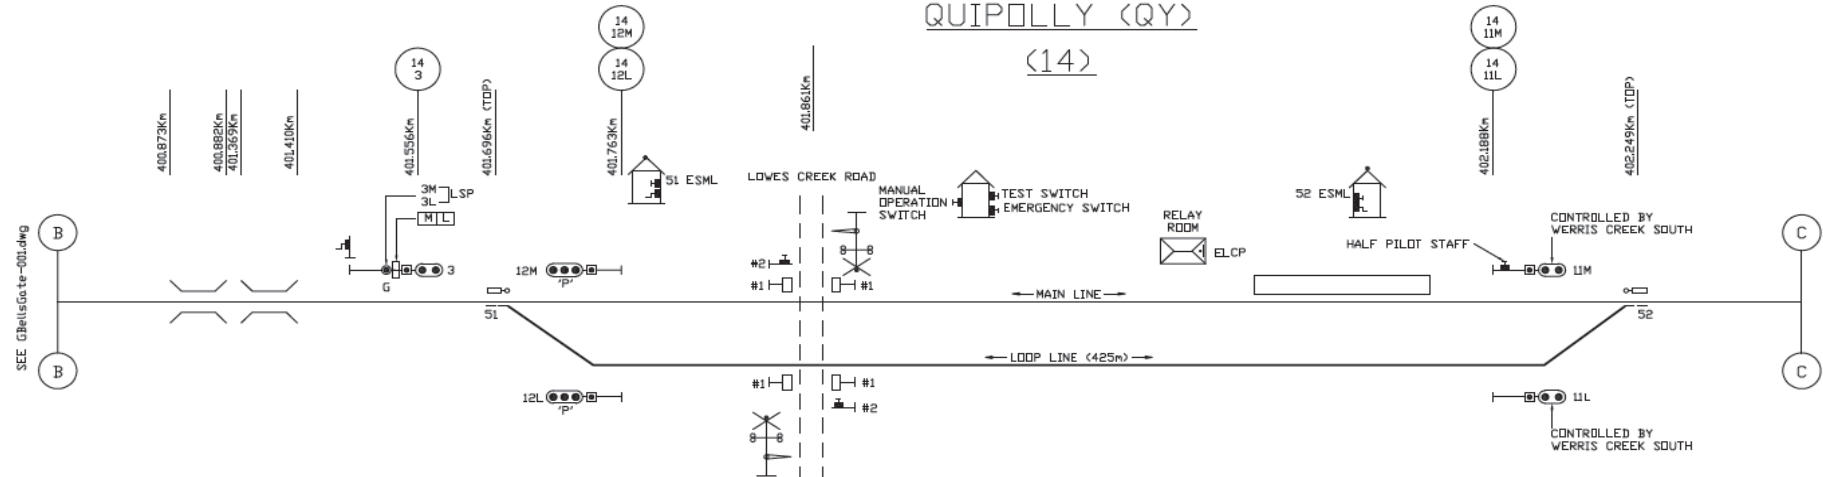 QUIPOLLY (QY)
(14)
14
3
14
12M
14
12L
14
11M
14
11L
400.873Km
400.882Km
401.369Km
401.410Km
401.556Km
401.696Km (TOP)
401.763Km
401.861Km
402.188Km
402.249Km (TOP)
3M
3L
LSP
M L
51 ESML
LOWES CREEK ROAD
MANUAL
OPERATION
SWITCH
TEST SWITCH
EMERGENCY SWITCH
RELAY
ROOM
ELCP
52 ESML
HALF PILOT STAFF
CONTROLLED BY
WERRIS CREEK SOUTH
SEE GBellsGate-001.dwg
B
B
G
3
12M
'P'
#2
#1
#1
11M
51
MAIN LINE
52
LOOP LINE (425m)
12L
'P'
#1
#1
#2
11L
CONTROLLED BY
WERRIS CREEK SOUTH
C
C